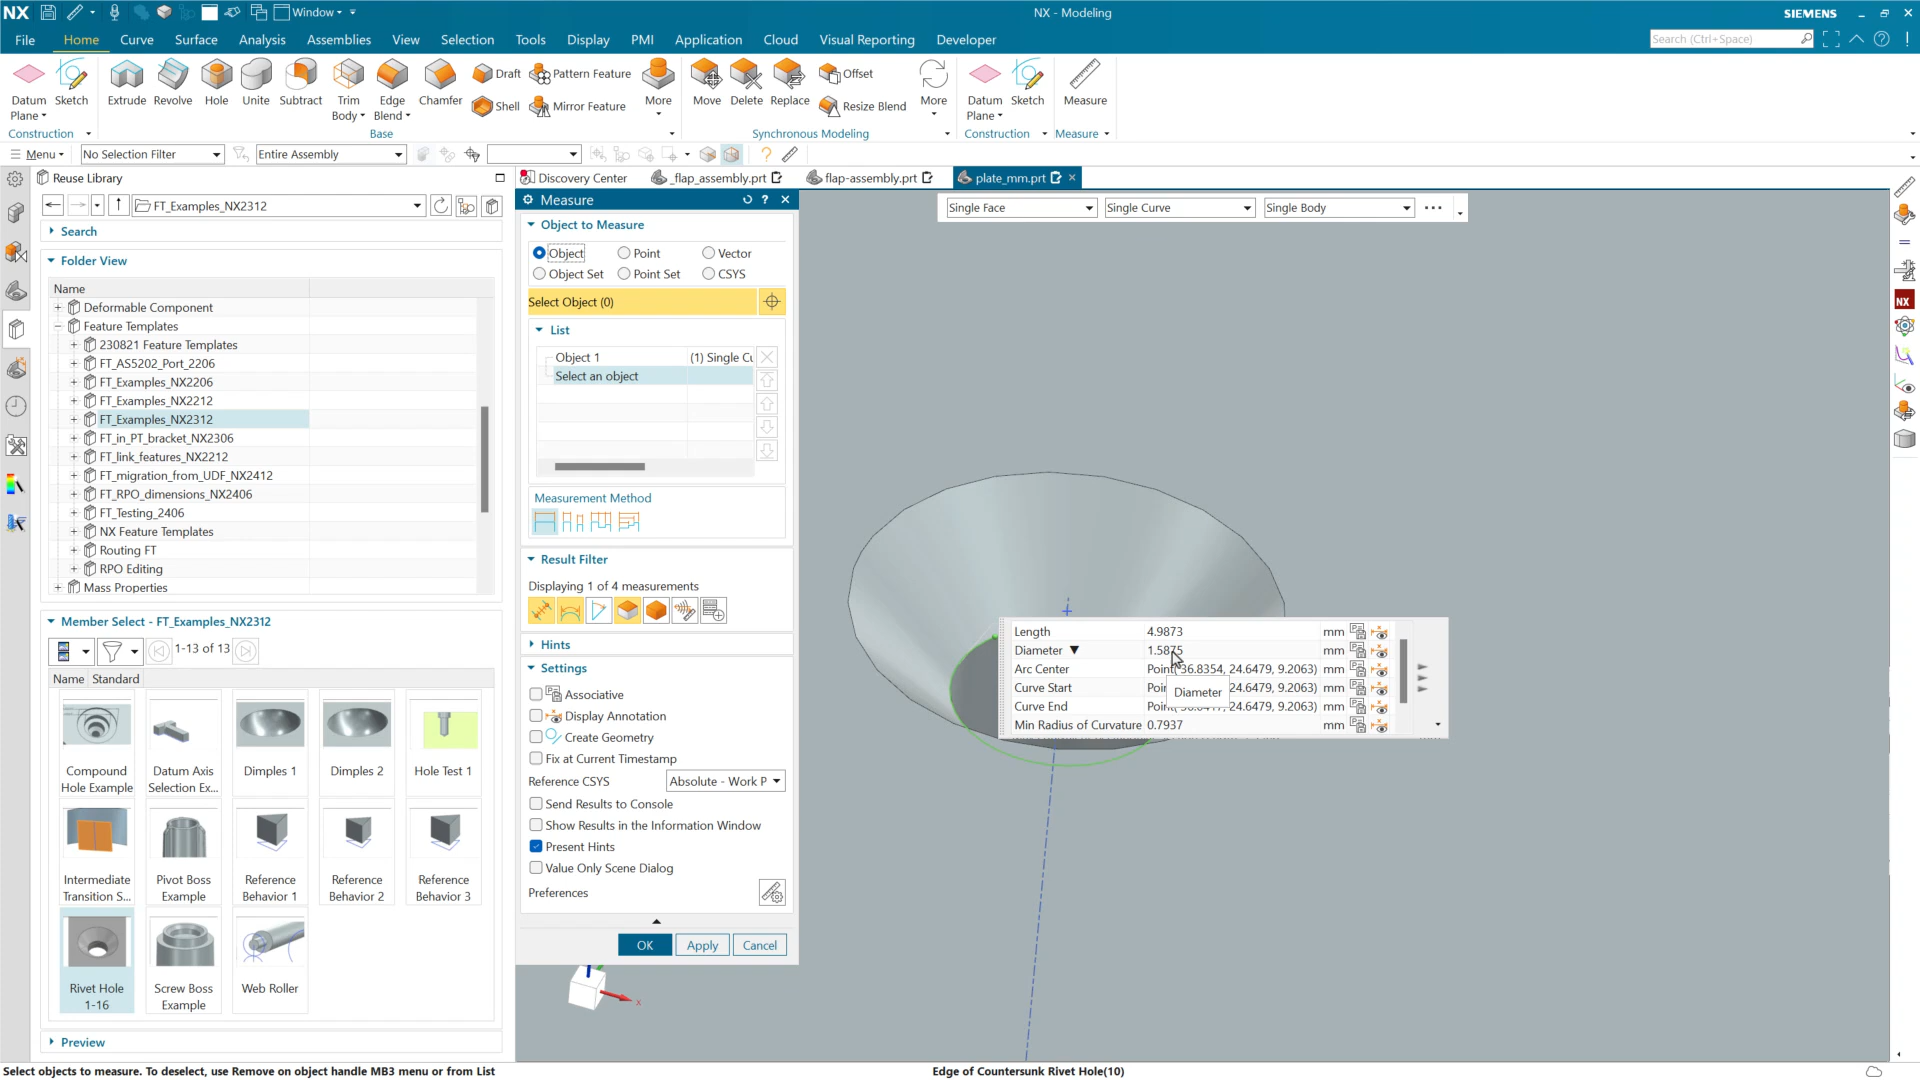 NX
Window
NX - Modeling
SIEMENS
File
Home
Curve
Surface
Analysis
Assemblies
View
Selection
Tools
Display
PMI
Application
Cloud
Visual Reporting
Developer
Search (Ctrl+Space)
Datum Plane
Sketch
Extrude
Revolve
Hole
Unite
Subtract
Trim Body
Edge Blend
Chamfer
Draft
Shell
Pattern Feature
Mirror Feature
More
Move
Delete
Replace
Offset
Resize Blend
More
Datum Plane
Sketch
Measure
Construction
Base
Synchronous Modeling
Construction
Measure
Menu
No Selection Filter
Entire Assembly
Reuse Library
Discovery Center
_flap_assembly.prt
flap-assembly.prt
plate_mm.prt
FT_Examples_NX2312
Search
Folder View
Name
Deformable Component
Feature Templates
230821 Feature Templates
FT_AS5202_Port_2206
FT_Examples_NX2206
FT_Examples_NX2212
FT_Examples_NX2312
FT_in_PT_bracket_NX2306
FT_link_features_NX2212
FT_migration_from_UDF_NX2412
FT_RPO_dimensions_NX2406
FT_Testing_2406
NX Feature Templates
Routing FT
RPO Editing
Mass Properties
Member Select - FT_Examples_NX2312
1-13 of 13
Name Standard
Compound Hole Example
Datum Axis Selection Ex...
Dimples 1
Dimples 2
Hole Test 1
Intermediate Transition S...
Pivot Boss Example
Reference Behavior 1
Reference Behavior 2
Reference Behavior 3
Rivet Hole 1-16
Screw Boss Example
Web Roller
Preview
Measure
Object to Measure
Object
Point
Vector
Object Set
Point Set
CSYS
Select Object (0)
List
Object 1
(1) Single Cu
Select an object
Measurement Method
Result Filter
Displaying 1 of 4 measurements
Hints
Settings
Associative
Display Annotation
Create Geometry
Fix at Current Timestamp
Reference CSYS
Absolute - Work P
Send Results to Console
Show Results in the Information Window
Present Hints
Value Only Scene Dialog
Preferences
OK
Apply
Cancel
Single Face
Single Curve
Single Body
Length 4.9873 mm
Diameter 1.5875 mm
Arc Center Point( 36.8354, 24.6479, 9.2063) mm
Curve Start 24.6479, 9.2063) mm
Curve End 24.6479, 9.2063) mm
Min Radius of Curvature 0.7937 mm
Diameter
X
Select objects to measure. To deselect, use Remove on object handle MB3 menu or from List
Edge of Countersunk Rivet Hole(10)